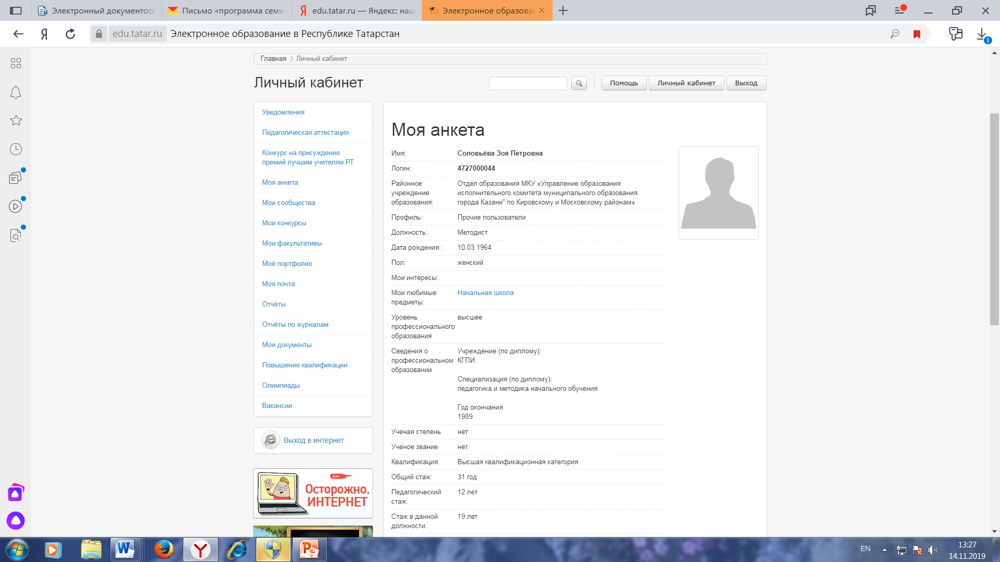 Электронный документооб
Письмо «программа семи
edu.tatar.ru — Яндекс: наш
Электронное образован
edu.tatar.ru
Электронное образование в Республике Татарстан
1
Главная
Личный кабинет
Личный кабинет
Помощь
Личный кабинет
Выход
Уведомления
Педагогическая аттестация
Конкурс на присуждение
премий лучшим учителям РТ
Моя анкета
Мои сообщества
Мои конкурсы
Мои факультативы
Моё портфолио
Моя почта
Отчёты
Отчёты по журналам
Мои документы
Повышение квалификации
Олимпиады
Вакансии
Выход в интернет
Осторожно,
ИНТЕРНЕТ
Моя анкета
Имя: Соловьёва Зоя Петровна
Логин: 4727000044
Районное Отдел образования МКУ «Управление образования
учреждение исполнительного комитета муниципального образования
образования: города Казани" по Кировскому и Московскому районам»
Профиль: Прочие пользователи
Должность: Методист
Дата рождения: 10.03.1964
Пол: женский
Мои интересы:
Мои любимые Начальная школа
предметы:
Уровень высшее
профессионального
образования
Сведения о Учреждение (по диплому):
профессиональном КГПИ
образовании
Специализация (по диплому):
педагогика и методика начального обучения
Год окончания:
1989
Ученая степень нет
Ученое звание нет
Квалификация: Высшая квалификационная категория
Общий стаж: 31 год
Педагогический 12 лет
стаж:
Стаж в данной 19 лет
должности:
EN
13:27
14.11.2019